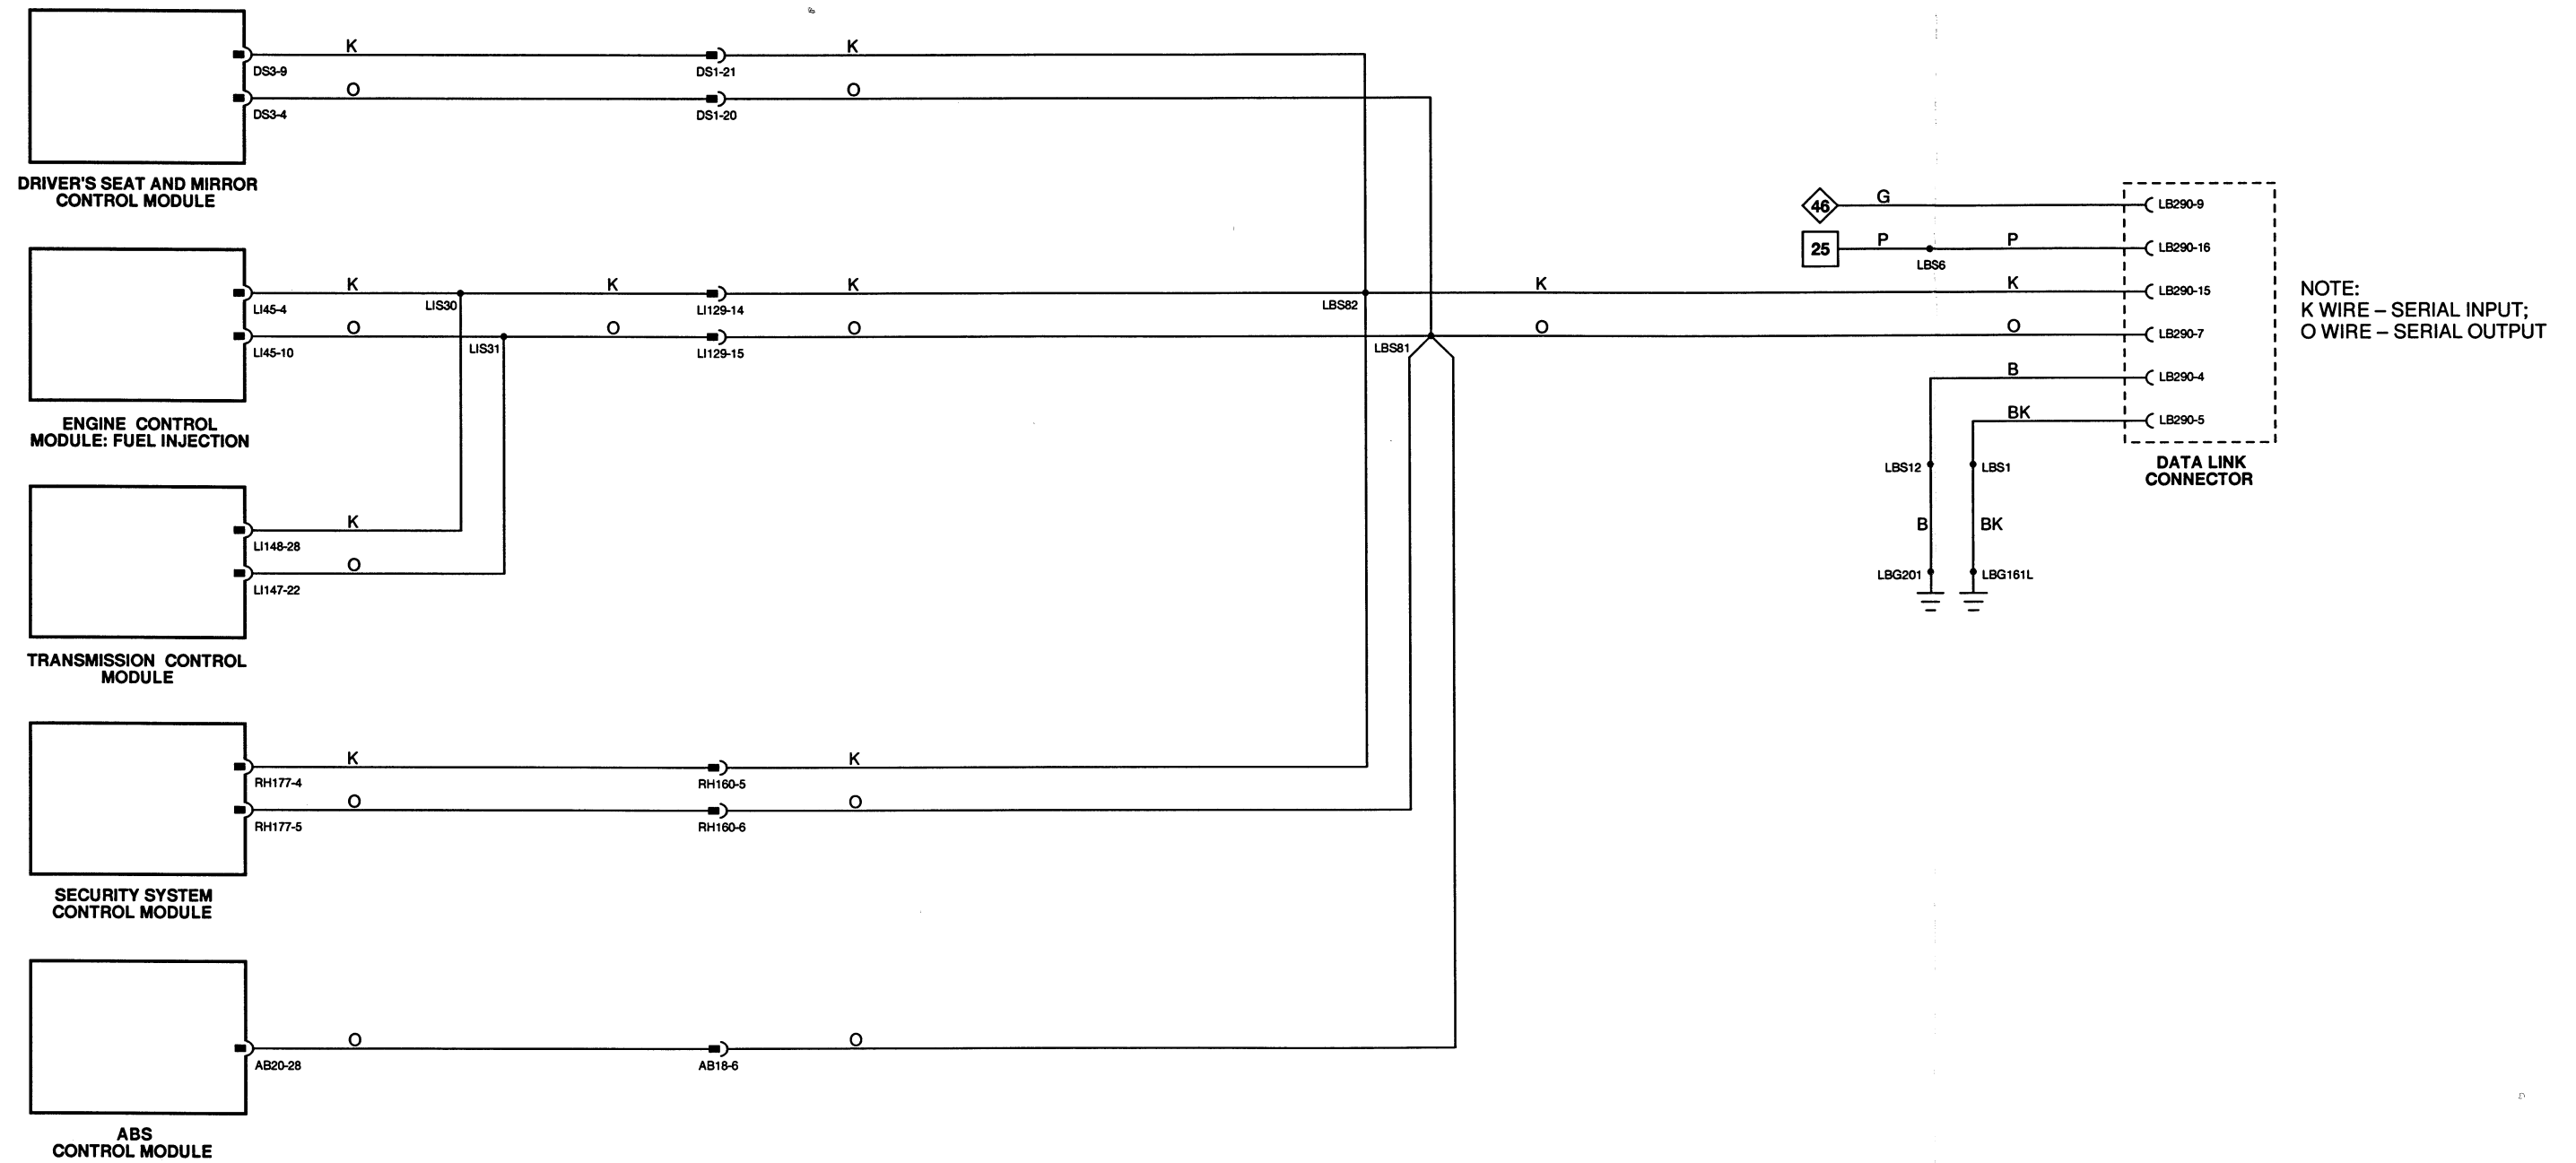 K
K
DS3-9
DS1-21
O
O
DS3-4
DS1-20
DRIVER'S SEAT AND MIRROR
CONTROL MODULE
46
G
LB290-9
25
P
P
LB290-16
LBS6
K
K
K
K
K
LB290-15
LI45-4
LIS30
LI129-14
LBS82
O
O
O
O
O
LB290-7
LI45-10
LIS31
LI129-15
LBS81
NOTE:
K WIRE – SERIAL INPUT;
O WIRE – SERIAL OUTPUT
B
LB290-4
BK
LB290-5
ENGINE CONTROL
MODULE: FUEL INJECTION
DATA LINK
CONNECTOR
LBS12
LBS1
B
BK
LBG201
LBG161L
K
LI148-28
O
LI147-22
TRANSMISSION CONTROL
MODULE
K
K
RH177-4
RH160-5
O
O
RH177-5
RH160-6
SECURITY SYSTEM
CONTROL MODULE
O
O
AB20-28
AB18-6
ABS
CONTROL MODULE